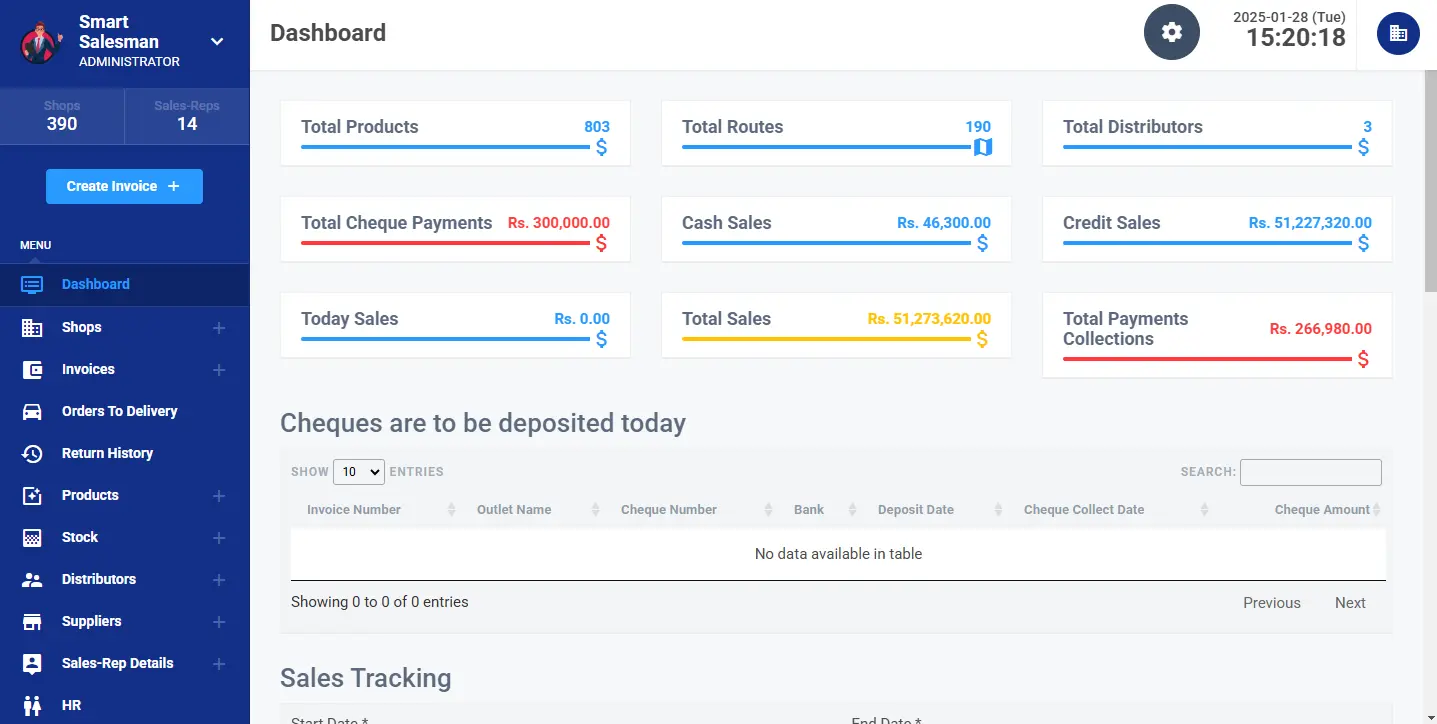 Smart
Salesman
ADMINISTRATOR
Shops
390
Sales-Reps
14
Create Invoice +
MENU
Dashboard
Shops
Invoices
Orders To Delivery
Return History
Products
Stock
Distributors
Suppliers
Sales-Rep Details
HR
Dashboard
2025-01-28 (Tue)
15:20:18
Total Products 803
Total Routes 190
Total Distributors 3
Total Cheque Payments Rs. 300,000.00
Cash Sales Rs. 46,300.00
Credit Sales Rs. 51,227,320.00
Today Sales Rs. 0.00
Total Sales Rs. 51,273,620.00
Total Payments
Collections Rs. 266,980.00
Cheques are to be deposited today
SHOW 10 ENTRIES SEARCH:
Invoice Number Outlet Name Cheque Number Bank Deposit Date Cheque Collect Date Cheque Amount
No data available in table
Showing 0 to 0 of 0 entries Previous Next
Sales Tracking
Start Date * End Date *